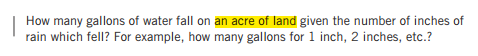 How many gallons of water fall on an acre of land given the number of inches of
rain which fell? For example, how many gallons for 1 inch, 2 inches, etc.?